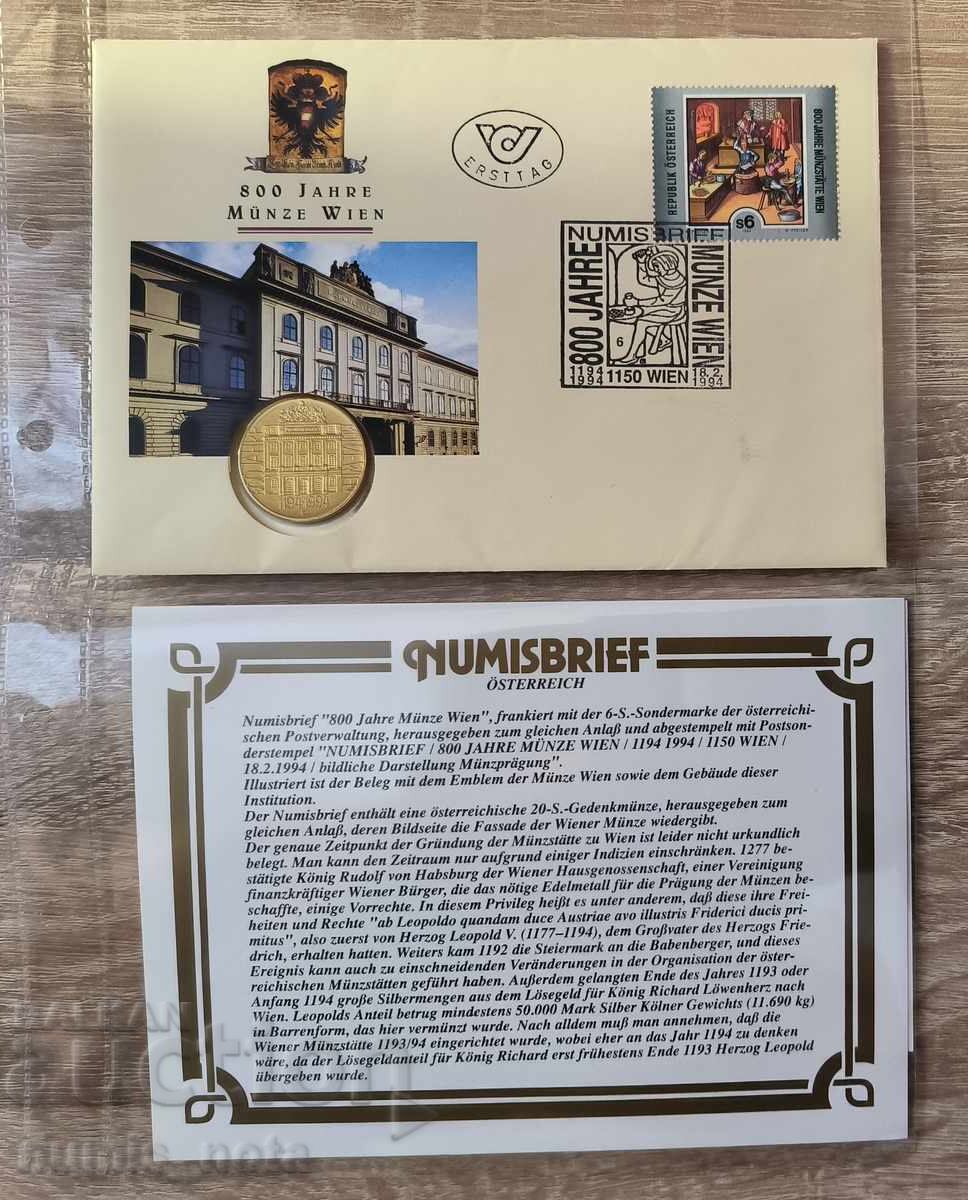 800 JAHRE
MÜNZE WIEN
ERSTTAG
REPUBLIK ÖSTERREICH
800 JAHRE MÜNZSTÄTTE WIEN
s6
NUMISBRIEF
800 JAHRE
MÜNZE WIEN
6
1194
1994
1150 WIEN
18.2.
1994
1194-1994
NUMISBRIEF
ÖSTERREICH
Numisbrief "800 Jahre Münze Wien", frankiert mit der 6-S.-Sondermarke der österreichi-
schen Postverwaltung, herausgegeben zum gleichen Anlaß und abgestempelt mit Postson-
derstempel "NUMISBRIEF / 800 JAHRE MÜNZE WIEN / 1194 1994 / 1150 WIEN /
18.2.1994 / bildliche Darstellung Münzprägung".
Illustriert ist der Beleg mit dem Emblem der Münze Wien sowie dem Gebäude dieser
Institution.
Der Numisbrief enthält eine österreichische 20-S.-Gedenkmünze, herausgegeben zum
gleichen Anlaß, deren Bildseite die Fassade der Wiener Münze wiedergibt.
Der genaue Zeitpunkt der Gründung der Münzstätte zu Wien ist leider nicht urkundlich
belegt. Man kann den Zeitraum nur aufgrund einiger Indizien einschränken. 1277 be-
stätigte König Rudolf von Habsburg der Wiener Hausgenossenschaft, einer Vereinigung
finanzkräftiger Wiener Bürger, die das nötige Edelmetall für die Prägung der Münzen be-
schaffte, einige Vorrechte. In diesem Privileg heißt es unter anderem, daß diese ihre Frei-
heiten und Rechte "ab Leopoldo quandam duce Austriae avo illustris Friderici ducis pri-
mitus", also zuerst von Herzog Leopold V. (1177–1194), dem Großvater des Herzogs Frie-
drich, erhalten hatten. Weiters kam 1192 die Steiermark an die Babenberger, und dieses
Ereignis kann auch zu einschneidenden Veränderungen in der Organisation der öster-
reichischen Münzstätten geführt haben. Außerdem gelangten Ende des Jahres 1193 oder
Anfang 1194 große Silbermengen aus dem Lösegeld für König Richard Löwenherz nach
Wien. Leopolds Anteil betrug mindestens 50.000 Mark Silber Kölner Gewichts (11.690 kg)
in Barrenform, das hier vermünzt wurde. Nach alldem muß man annehmen, daß die
Wiener Münzstätte 1193/94 eingerichtet wurde, wobei eher an das Jahr 1194 zu denken
wäre, da der Lösegeldanteil für König Richard erst frühestens Ende 1193 Herzog Leopold
übergeben wurde.
BALKAN
auction
numis_nota